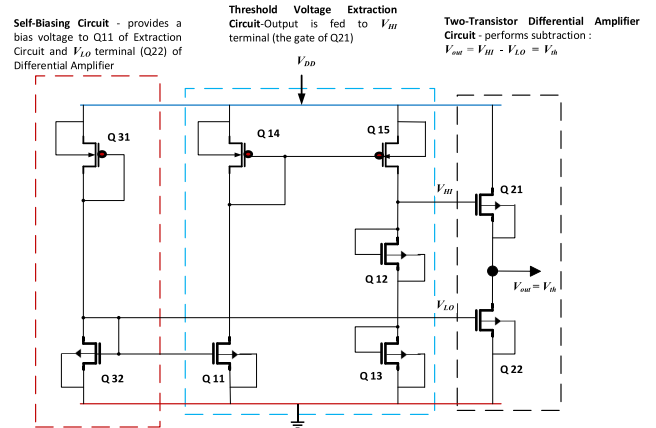 Self-Biasing Circuit - provides a
bias voltage to Q11 of Extraction
Circuit and VLO terminal (Q22) of
Differential Amplifier
Threshold Voltage Extraction
Circuit-Output is fed to VHI
terminal (the gate of Q21)
Two-Transistor Differential Amplifier
Circuit - performs subtraction :
Vout = VHI - VLO = Vth
VDD
Q 31
Q 14
Q 15
VHI
Q 21
Q 12
Vout = Vth
VLO
Q 32
Q 11
Q 13
Q 22